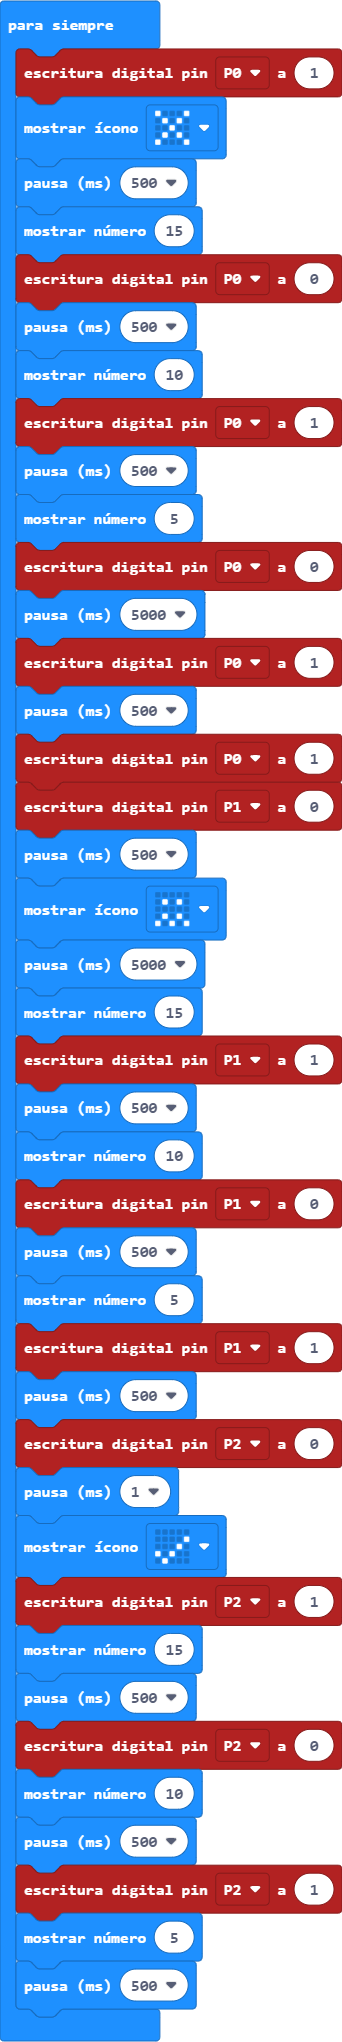 para siempre
escritura digital pin P0 a 1
mostrar ícono
pausa (ms) 500
mostrar número 15
escritura digital pin P0 a 0
pausa (ms) 500
mostrar número 10
escritura digital pin P0 a 1
pausa (ms) 500
mostrar número 5
escritura digital pin P0 a 0
pausa (ms) 5000
escritura digital pin P0 a 1
pausa (ms) 500
escritura digital pin P0 a 1
escritura digital pin P1 a 0
pausa (ms) 500
mostrar ícono
pausa (ms) 5000
mostrar número 15
escritura digital pin P1 a 1
pausa (ms) 500
mostrar número 10
escritura digital pin P1 a 0
pausa (ms) 500
mostrar número 5
escritura digital pin P1 a 1
pausa (ms) 500
escritura digital pin P2 a 0
pausa (ms) 1
mostrar ícono
escritura digital pin P2 a 1
mostrar número 15
pausa (ms) 500
escritura digital pin P2 a 0
mostrar número 10
pausa (ms) 500
escritura digital pin P2 a 1
mostrar número 5
pausa (ms) 500